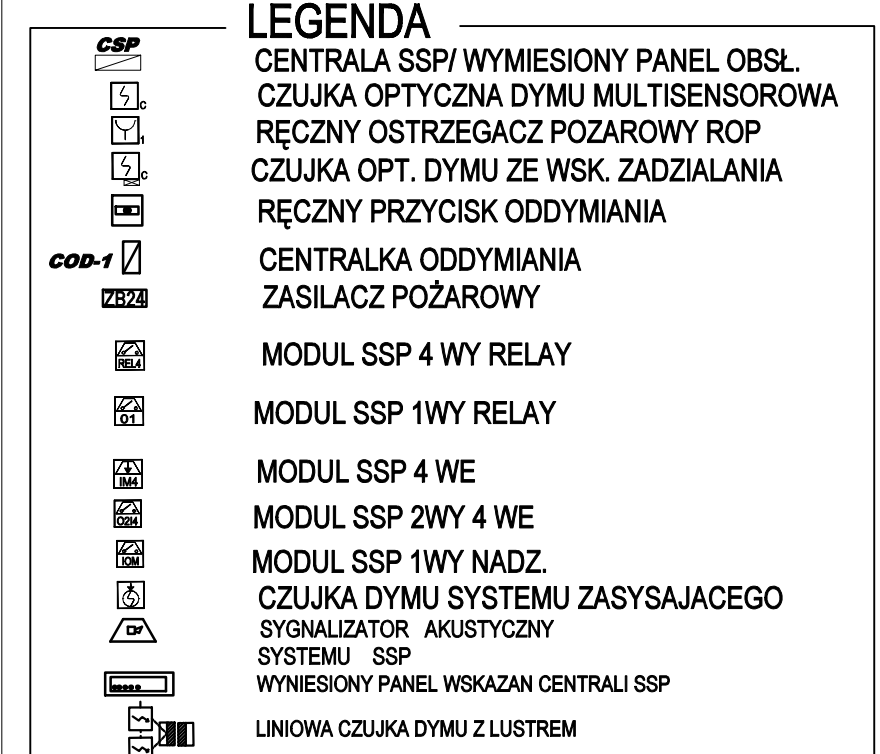 LEGENDA
CSP CENTRALA SSP/ WYMIESIONY PANEL OBSŁ.
C CZUJKA OPTYCZNA DYMU MULTISENSOROWA
1 RĘCZNY OSTRZEGACZ POZAROWY ROP
C CZUJKA OPT. DYMU ZE WSK. ZADZIALANIA
RĘCZNY PRZYCISK ODDYMIANIA
COD-1 CENTRALKA ODDYMIANIA
ZB24 ZASILACZ POŻAROWY
REL4 MODUL SSP 4 WY RELAY
O1 MODUL SSP 1WY RELAY
IM4 MODUL SSP 4 WE
O2I4 MODUL SSP 2WY 4 WE
IOM MODUL SSP 1WY NADZ.
CZUJKA DYMU SYSTEMU ZASYSAJACEGO
SYGNALIZATOR AKUSTYCZNY
SYSTEMU SSP
WYNIESIONY PANEL WSKAZAN CENTRALI SSP
LINIOWA CZUJKA DYMU Z LUSTREM